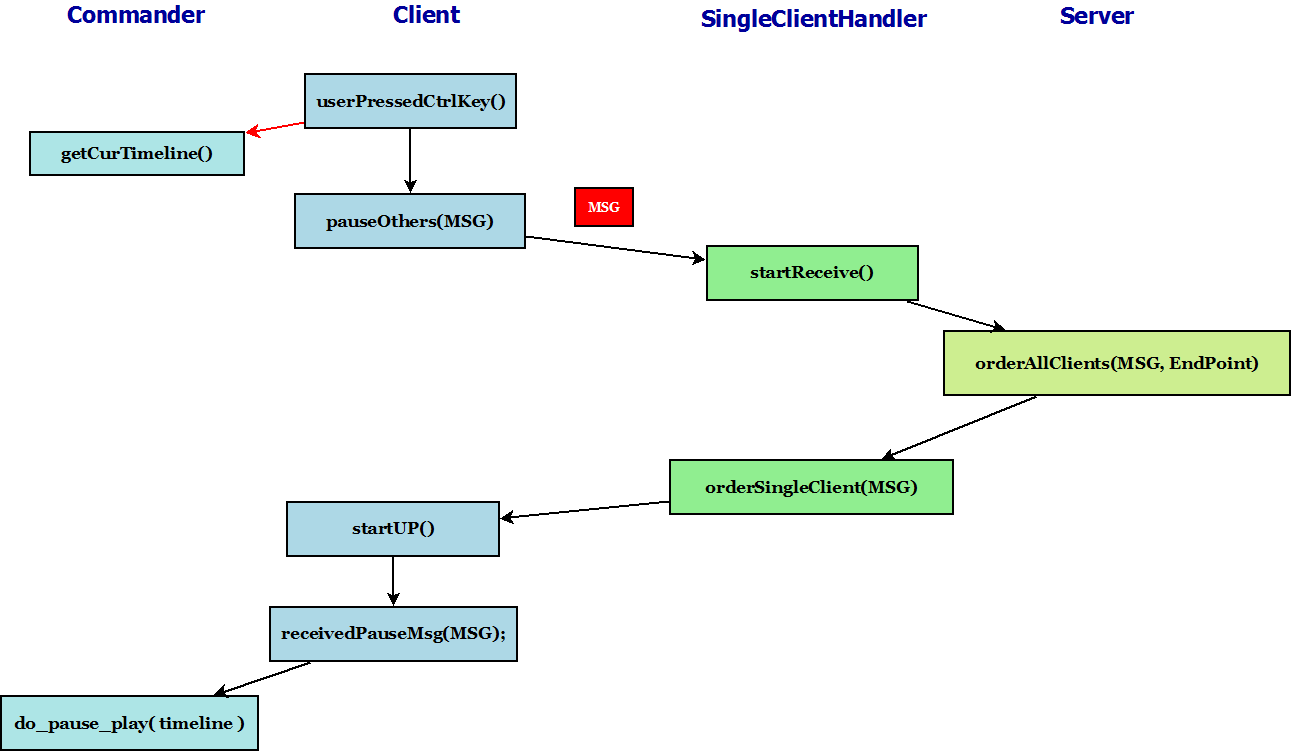 Commander
Client
SingleClientHandler
Server
userPressedCtrlKey()
getCurTimeline()
pauseOthers(MSG)
MSG
startReceive()
orderAllClients(MSG, EndPoint)
orderSingleClient(MSG)
startUP()
receivedPauseMsg(MSG);
do_pause_play( timeline )